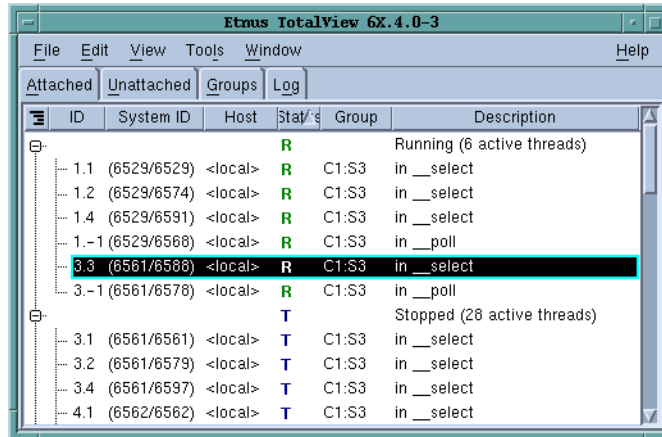 Etnus TotalView 6X.4.0-3
File Edit View Tools Window Help
Attached Unattached Groups Log
ID System ID Host Status Group Description
R Running (6 active threads)
1.1 (6529/6529) <local> R C1:S3 in __select
1.2 (6529/6574) <local> R C1:S3 in __select
1.4 (6529/6591) <local> R C1:S3 in __select
1.-1 (6529/6568) <local> R C1:S3 in __poll
3.3 (6561/6588) <local> R C1:S3 in __select
3.-1 (6561/6578) <local> R C1:S3 in __poll
T Stopped (28 active threads)
3.1 (6561/6561) <local> T C1:S3 in __select
3.2 (6561/6579) <local> T C1:S3 in __select
3.4 (6561/6597) <local> T C1:S3 in __select
4.1 (6562/6562) <local> T C1:S3 in __select